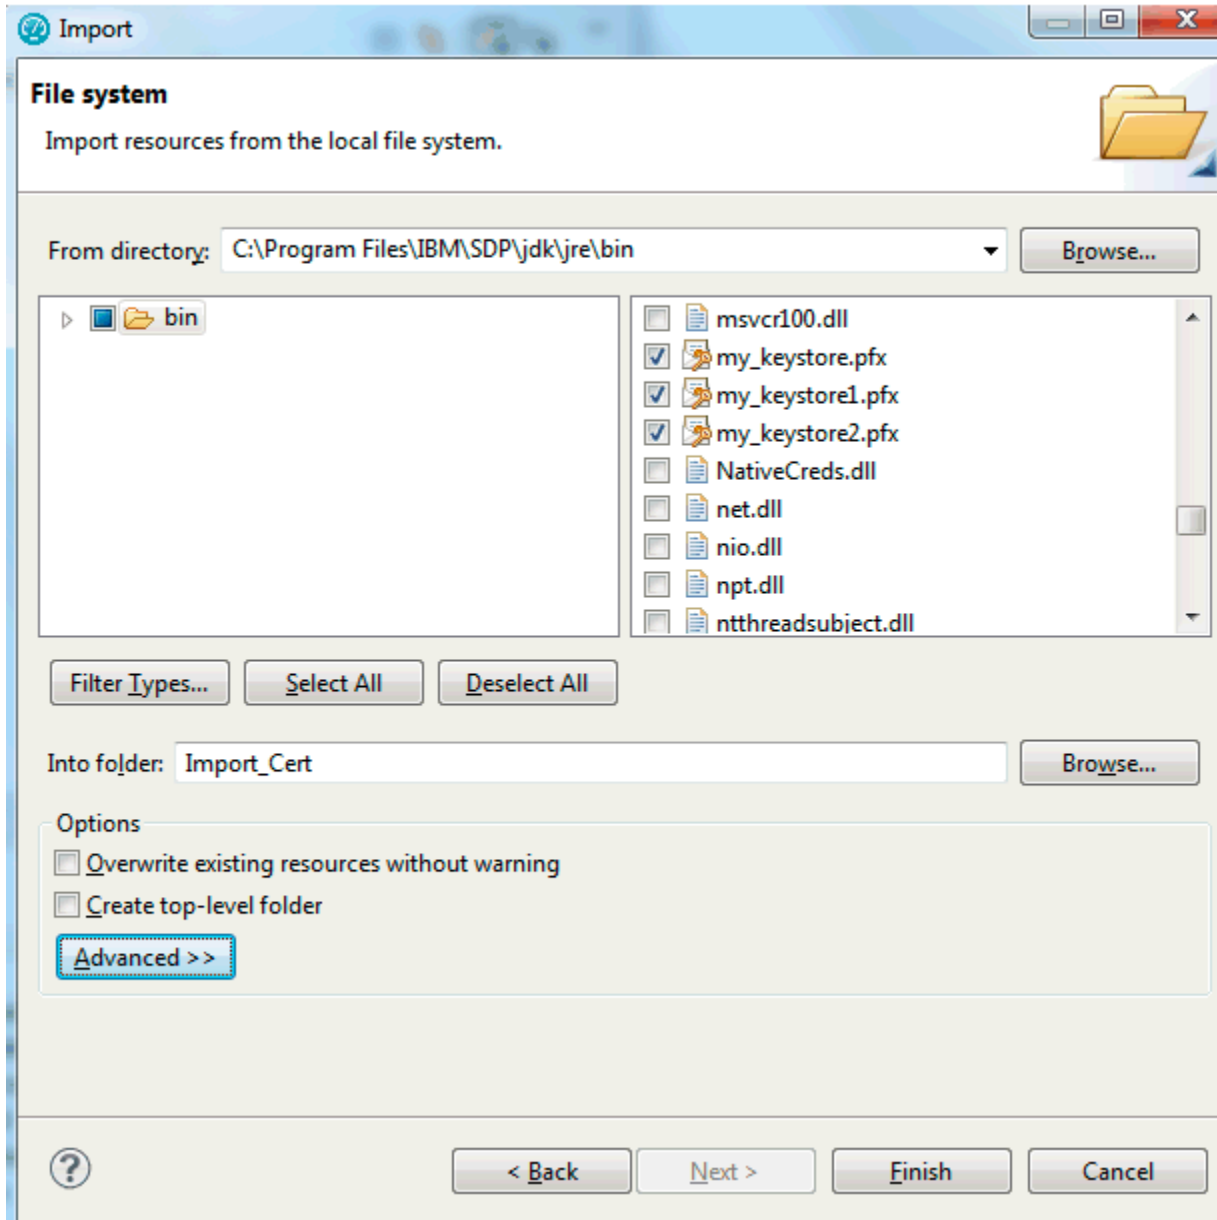 Import
File system
Import resources from the local file system.
From directory: C:\Program Files\IBM\SDP\jdk\jre\bin Browse...
bin
msvcr100.dll
my_keystore.pfx
my_keystore1.pfx
my_keystore2.pfx
NativeCreds.dll
net.dll
nio.dll
npt.dll
ntthreadsubject.dll
Filter Types... Select All Deselect All
Into folder: Import_Cert Browse...
Options
Overwrite existing resources without warning
Create top-level folder
Advanced >>
? < Back Next > Finish Cancel